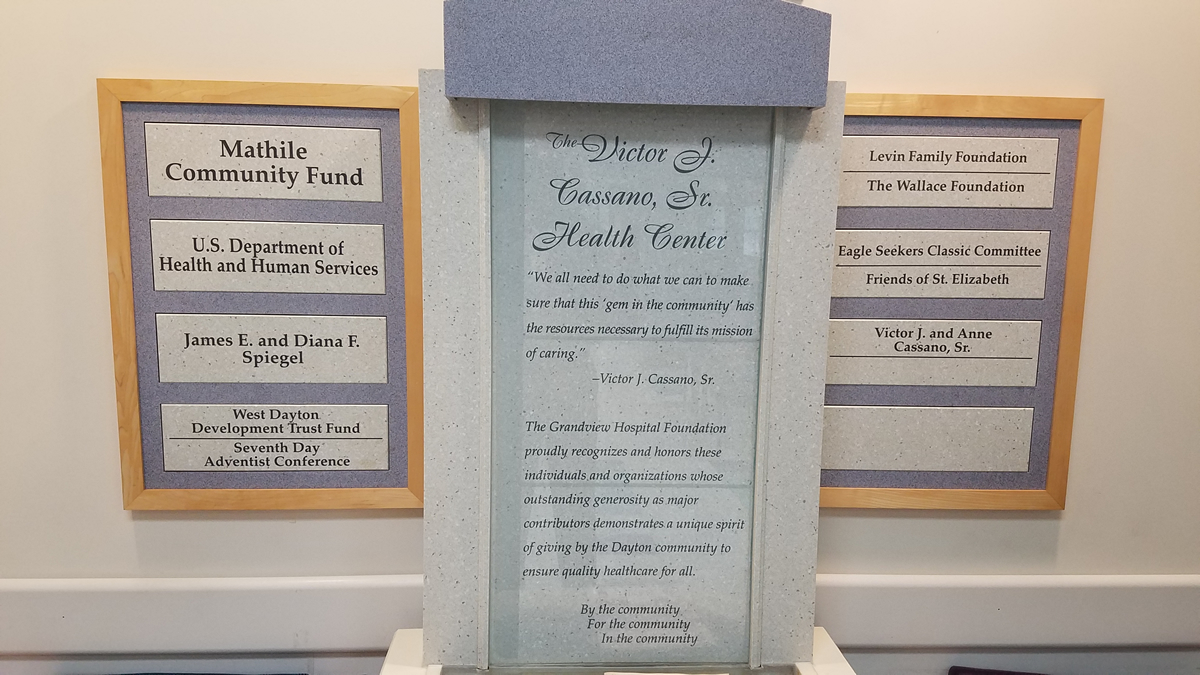 Mathile
Community Fund
U.S. Department of
Health and Human Services
James E. and Diana F.
Spiegel
West Dayton
Development Trust Fund
Seventh Day
Adventist Conference
The Victor J.
Cassano, Sr.
Health Center
“We all need to do what we can to make
sure that this ‘gem in the community’ has
the resources necessary to fulfill its mission
of caring.”
–Victor J. Cassano, Sr.
The Grandview Hospital Foundation
proudly recognizes and honors these
individuals and organizations whose
outstanding generosity as major
contributors demonstrates a unique spirit
of giving by the Dayton community to
ensure quality healthcare for all.
By the community
For the community
In the community
Levin Family Foundation
The Wallace Foundation
Eagle Seekers Classic Committee
Friends of St. Elizabeth
Victor J. and Anne
Cassano, Sr.